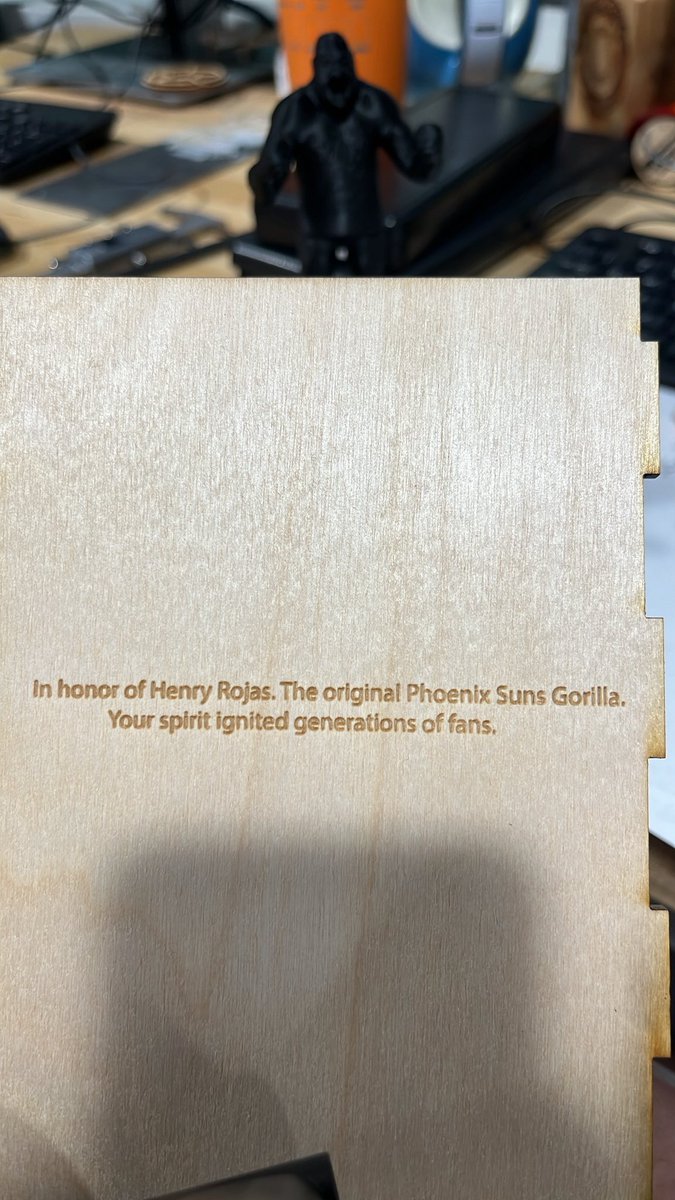 In honor of Henry Rojas. The original Phoenix Suns Gorilla.
Your spirit ignited generations of fans.